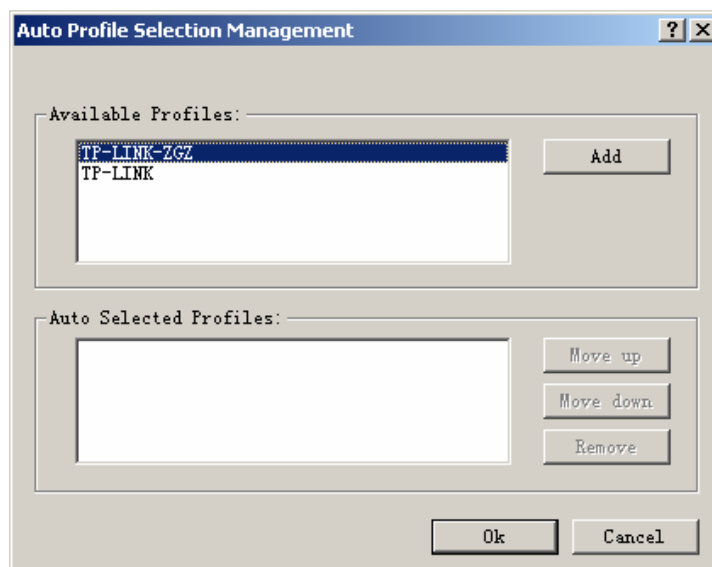 Auto Profile Selection Management
Available Profiles:
TP-LINK-ZGZ
TP-LINK
Add
Auto Selected Profiles:
Move up
Move down
Remove
Ok
Cancel